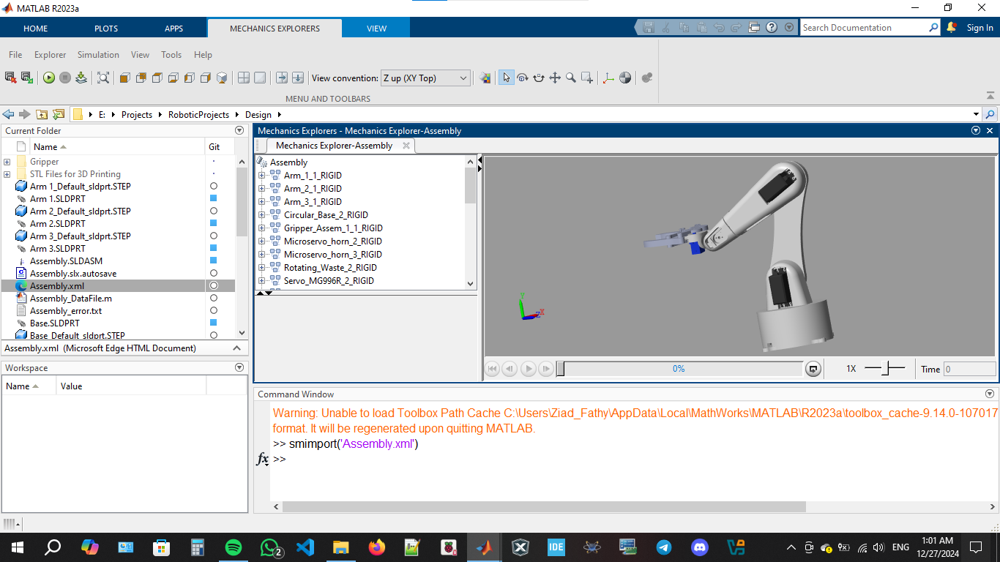 MATLAB R2023a
HOME PLOTS APPS MECHANICS EXPLORERS VIEW
Search Documentation
Sign In
File Explorer Simulation View Tools Help
View convention: Z up (XY Top)
MENU AND TOOLBARS
E: Projects RoboticProjects Design
Current Folder
Name Git
Gripper
STL Files for 3D Printing
Arm 1_Default_sldprt.STEP
Arm 1.SLDPRT
Arm 2_Default_sldprt.STEP
Arm 2.SLDPRT
Arm 3_Default_sldprt.STEP
Arm 3.SLDPRT
Assembly.SLDASM
Assembly.slx.autosave
Assembly.xml
Assembly_DataFile.m
Assembly_error.txt
Base.SLDPRT
Base_Default_sldprt.STEP
Assembly.xml (Microsoft Edge HTML Document)
Workspace
Name Value
Mechanics Explorers - Mechanics Explorer-Assembly
Mechanics Explorer-Assembly
Assembly
Arm_1_1_RIGID
Arm_2_1_RIGID
Arm_3_1_RIGID
Circular_Base_2_RIGID
Gripper_Assem_1_1_RIGID
Microservo_horn_2_RIGID
Microservo_horn_3_RIGID
Rotating_Waste_2_RIGID
Servo_MG996R_2_RIGID
Y
Z X
0% 1X Time 0
Command Window
Warning: Unable to load Toolbox Path Cache C:\Users\Ziad_Fathy\AppData\Local\MathWorks\MATLAB\R2023a\toolbox_cache-9.14.0-107017
format. It will be regenerated upon quitting MATLAB.
>> smimport('Assembly.xml')
fx >>
2
IDE
ENG
1:01 AM
12/27/2024